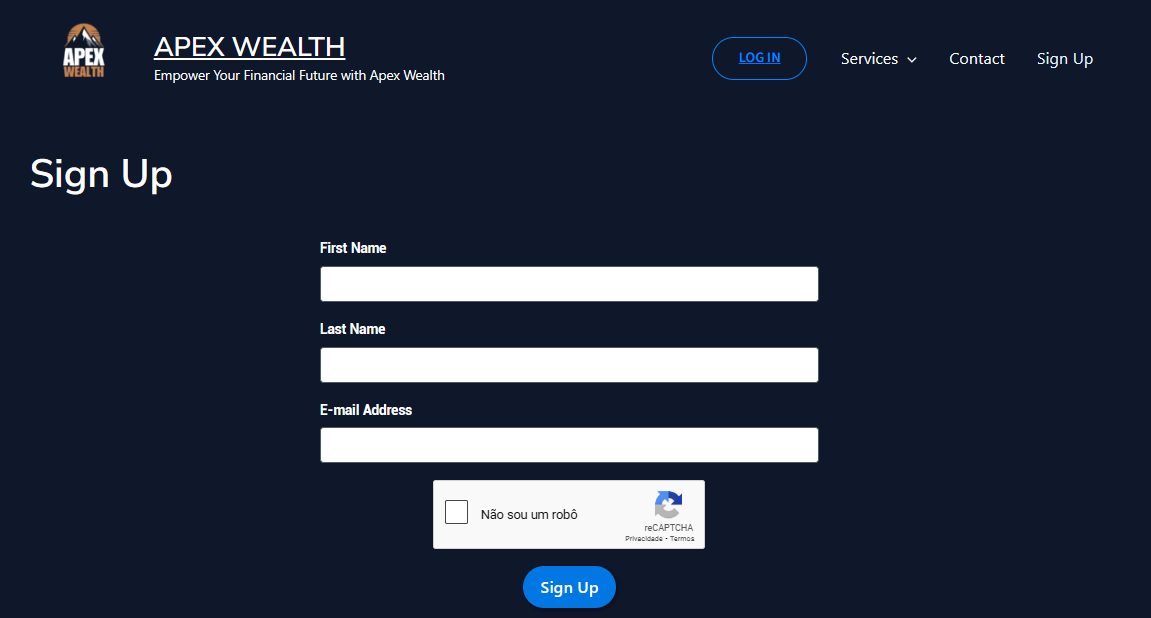 APEX
WEALTH
APEX WEALTH
Empower Your Financial Future with Apex Wealth
LOG IN
Services
Contact
Sign Up
Sign Up
First Name
Last Name
E-mail Address
Não sou um robô
reCAPTCHA
Privacidade - Termos
Sign Up